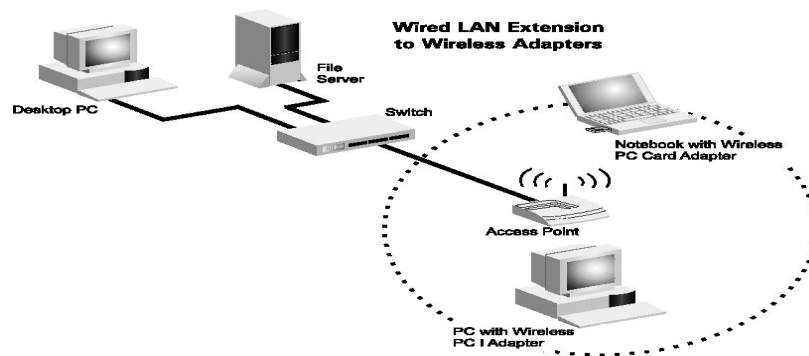 Wired LAN Extension
to Wireless Adapters
File
Server
Desktop PC
Switch
Notebook with Wireless
PC Card Adapter
Access Point
PC with Wireless
PC I Adapter